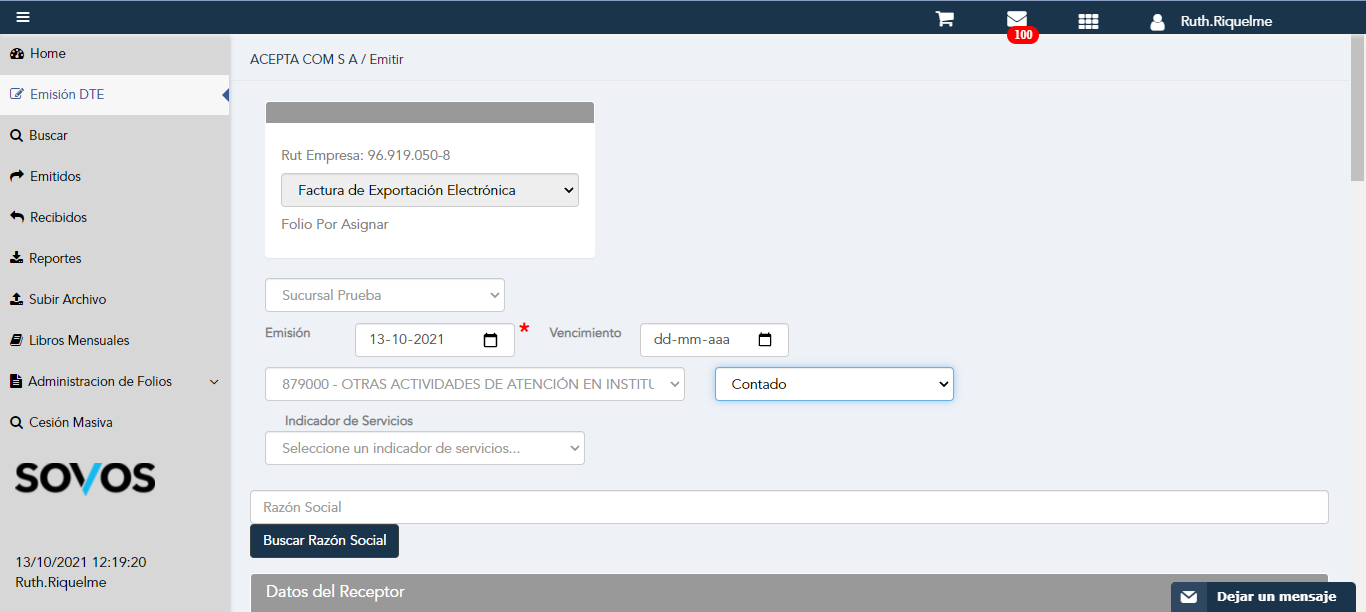 Ruth.Riquelme
100
Home
Emisión DTE
Buscar
Emitidos
Recibidos
Reportes
Subir Archivo
Libros Mensuales
Administracion de Folios
Cesión Masiva
SOVOS
13/10/2021 12:19:20
Ruth.Riquelme
ACEPTA COM S A / Emitir
Rut Empresa: 96.919.050-8
Factura de Exportación Electrónica
Folio Por Asignar
Sucursal Prueba
Emisión 13-10-2021 * Vencimiento dd-mm-aaa
879000 - OTRAS ACTIVIDADES DE ATENCIÓN EN INSTITU Contado
Indicador de Servicios
Seleccione un indicador de servicios...
Razón Social
Buscar Razón Social
Datos del Receptor
Dejar un mensaje